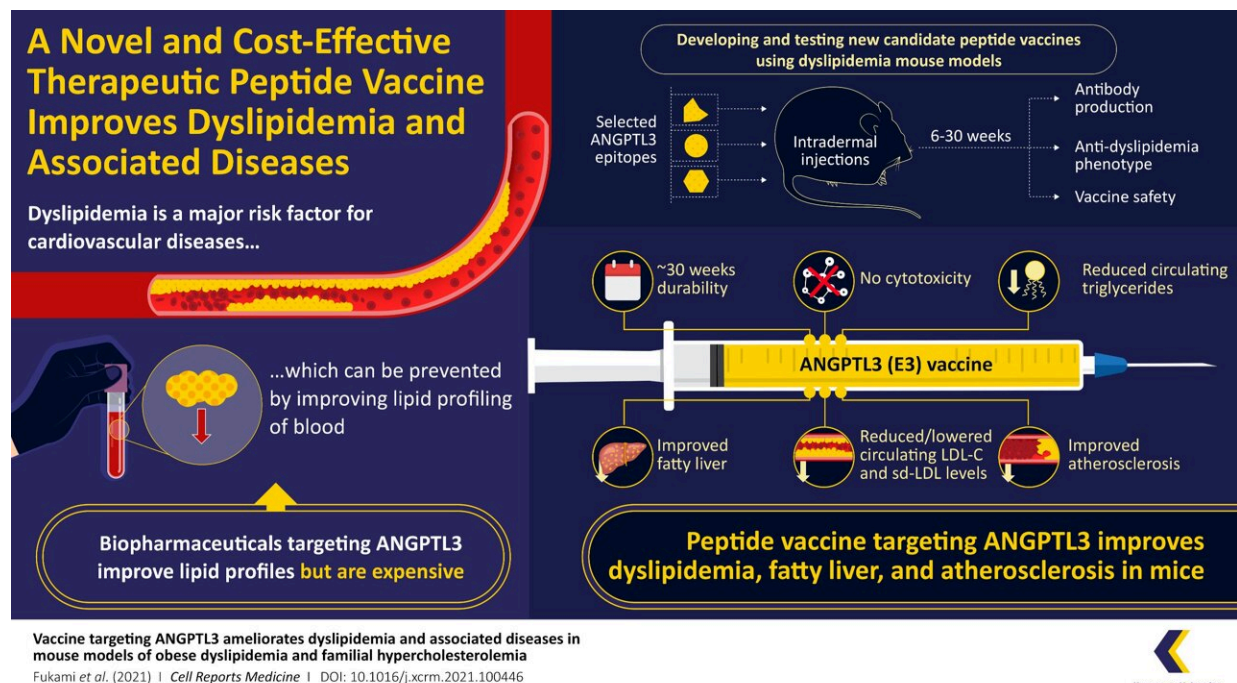 A Novel and Cost-Effective
Therapeutic Peptide Vaccine
Improves Dyslipidemia and
Associated Diseases
Dyslipidemia is a major risk factor for
cardiovascular diseases...
...which can be prevented
by improving lipid profiling
of blood
Biopharmaceuticals targeting ANGPTL3
improve lipid profiles but are expensive
Developing and testing new candidate peptide vaccines
using dyslipidemia mouse models
Selected
ANGPTL3
epitopes
Intradermal
injections
6-30 weeks
Antibody
production
Anti-dyslipidemia
phenotype
Vaccine safety
~30 weeks
durability
No cytotoxicity
Reduced circulating
triglycerides
ANGPTL3 (E3) vaccine
Improved
fatty liver
Reduced/lowered
circulating LDL-C
and sd-LDL levels
Improved
atherosclerosis
Peptide vaccine targeting ANGPTL3 improves
dyslipidemia, fatty liver, and atherosclerosis in mice
Vaccine targeting ANGPTL3 ameliorates dyslipidemia and associated diseases in
mouse models of obese dyslipidemia and familial hypercholesterolemia
Fukami et al. (2021) I Cell Reports Medicine I DOI: 10.1016/j.xcrm.2021.100446